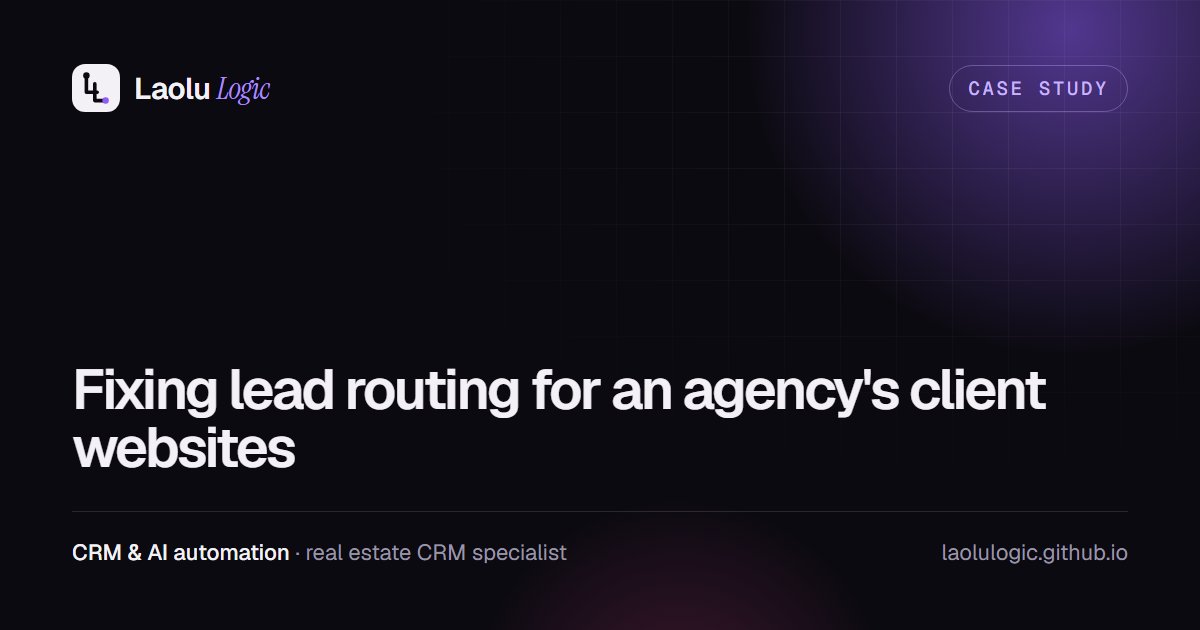 Laolu Logic
CASE STUDY
Fixing lead routing for an agency's client
websites
CRM & AI automation · real estate CRM specialist
laolulogic.github.io